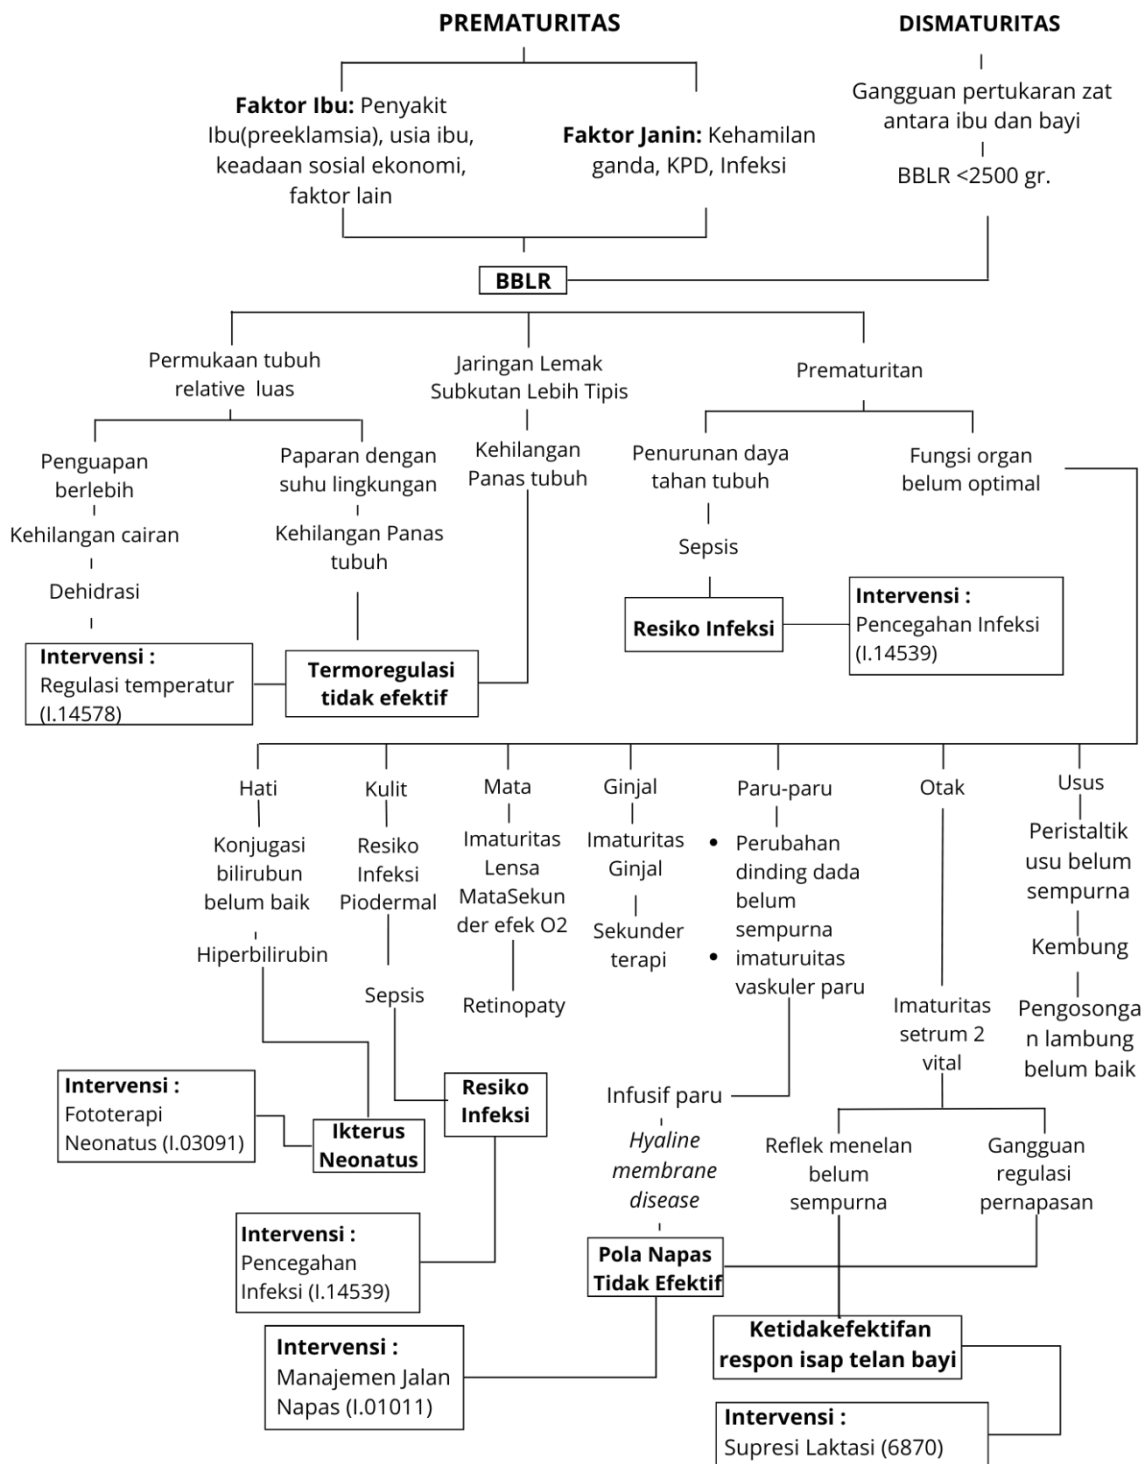 PREMATURITAS
DISMATURITAS
Faktor Ibu: Penyakit
Ibu(preeklamsia), usia ibu,
keadaan sosial ekonomi,
faktor lain
Faktor Janin: Kehamilan
ganda, KPD, Infeksi
Gangguan pertukaran zat
antara ibu dan bayi
BBLR <2500 gr.
BBLR
Permukaan tubuh
relative luas
Jaringan Lemak
Subkutan Lebih Tipis
Prematuritan
Penguapan
berlebih
Paparan dengan
suhu lingkungan
Kehilangan
Panas tubuh
Penurunan daya
tahan tubuh
Fungsi organ
belum optimal
Kehilangan cairan
Kehilangan Panas
tubuh
Sepsis
Dehidrasi
Resiko Infeksi
Intervensi :
Pencegahan Infeksi
(I.14539)
Intervensi :
Regulasi temperatur
(I.14578)
Termoregulasi
tidak efektif
Hati
Kulit
Mata
Ginjal
Paru-paru
Otak
Usus
Konjugasi
bilirubun
belum baik
Resiko
Infeksi
Piodermal
Imaturitas
Lensa
MataSekun
der efek O2
Imaturitas
Ginjal
• Perubahan
dinding dada
belum
sempurna
• imaturuitas
vaskuler paru
Peristaltik
usu belum
sempurna
Hiperbilirubin
Sepsis
Retinopaty
Sekunder
terapi
Imaturitas
setrum 2
vital
Kembung
Pengosonga
n lambung
belum baik
Intervensi :
Fototerapi
Neonatus (I.03091)
Ikterus
Neonatus
Resiko
Infeksi
Infusif paru
Hyaline
membrane
disease
Reflek menelan
belum
sempurna
Gangguan
regulasi
pernapasan
Intervensi :
Pencegahan
Infeksi (I.14539)
Pola Napas
Tidak Efektif
Intervensi :
Manajemen Jalan
Napas (I.01011)
Ketidakefektifan
respon isap telan bayi
Intervensi :
Supresi Laktasi (6870)